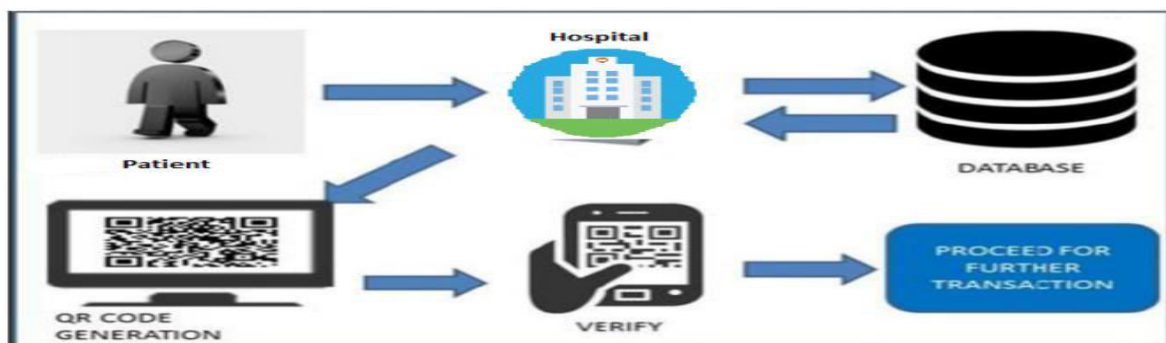 Hospital
Patient
DATABASE
QR CODE
GENERATION
VERIFY
PROCEED FOR
FURTHER
TRANSACTION